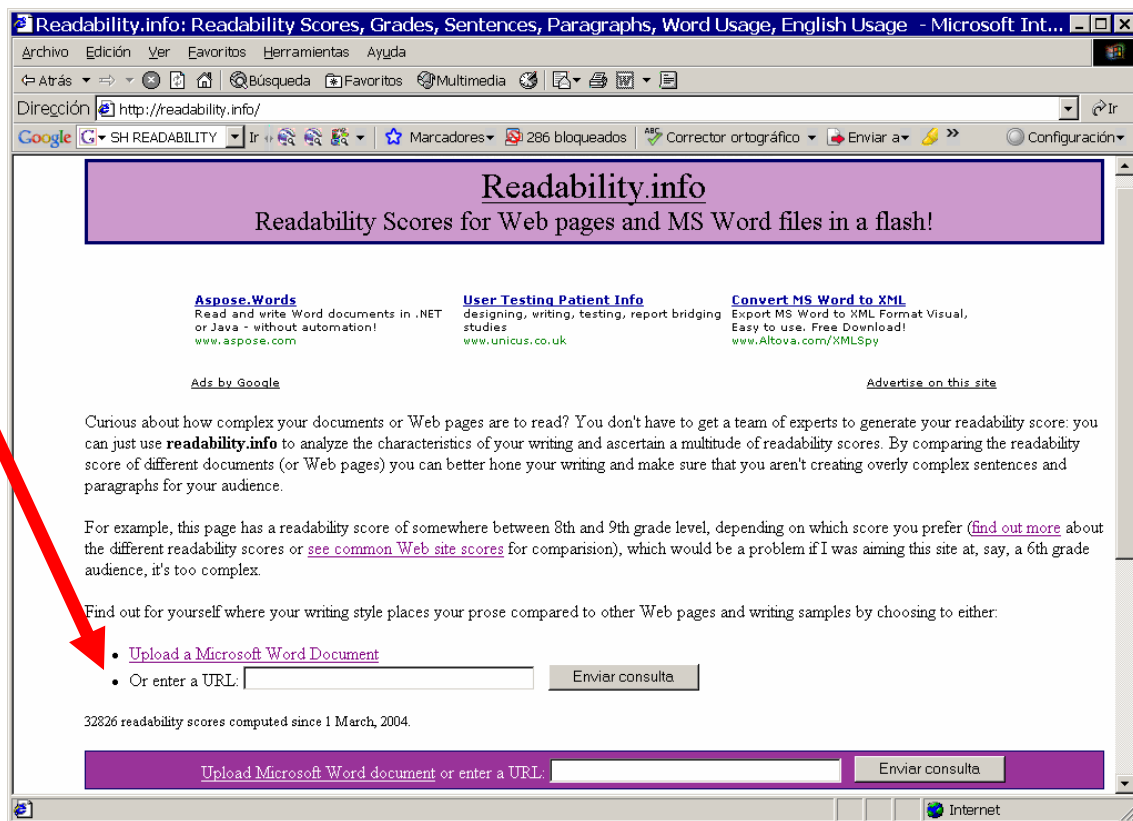 Readability.info: Readability Scores, Grades, Sentences, Paragraphs, Word Usage, English Usage - Microsoft Int...
Archivo Edición Ver Favoritos Herramientas Ayuda
Atrás Búsqueda Favoritos Multimedia
Dirección http://readability.info/ Ir
Google G SH READABILITY Ir Marcadores 286 bloqueados ABC Corrector ortográfico Enviar a » Configuración
Readability.info
Readability Scores for Web pages and MS Word files in a flash!
Aspose.Words User Testing Patient Info Convert MS Word to XML
Read and write Word documents in .NET designing, writing, testing, report bridging Export MS Word to XML Format Visual,
or Java - without automation! studies Easy to use. Free Download!
www.aspose.com www.unicus.co.uk www.Altova.com/XMLSpy
Ads by Google Advertise on this site
Curious about how complex your documents or Web pages are to read? You don't have to get a team of experts to generate your readability score: you
can just use readability.info to analyze the characteristics of your writing and ascertain a multitude of readability scores. By comparing the readability
score of different documents (or Web pages) you can better hone your writing and make sure that you aren't creating overly complex sentences and
paragraphs for your audience.
For example, this page has a readability score of somewhere between 8th and 9th grade level, depending on which score you prefer (find out more about
the different readability scores or see common Web site scores for comparision), which would be a problem if I was aiming this site at, say, a 6th grade
audience, it's too complex.
Find out for yourself where your writing style places your prose compared to other Web pages and writing samples by choosing to either:
• Upload a Microsoft Word Document
• Or enter a URL: Enviar consulta
32826 readability scores computed since 1 March, 2004.
Upload Microsoft Word document or enter a URL: Enviar consulta
Internet